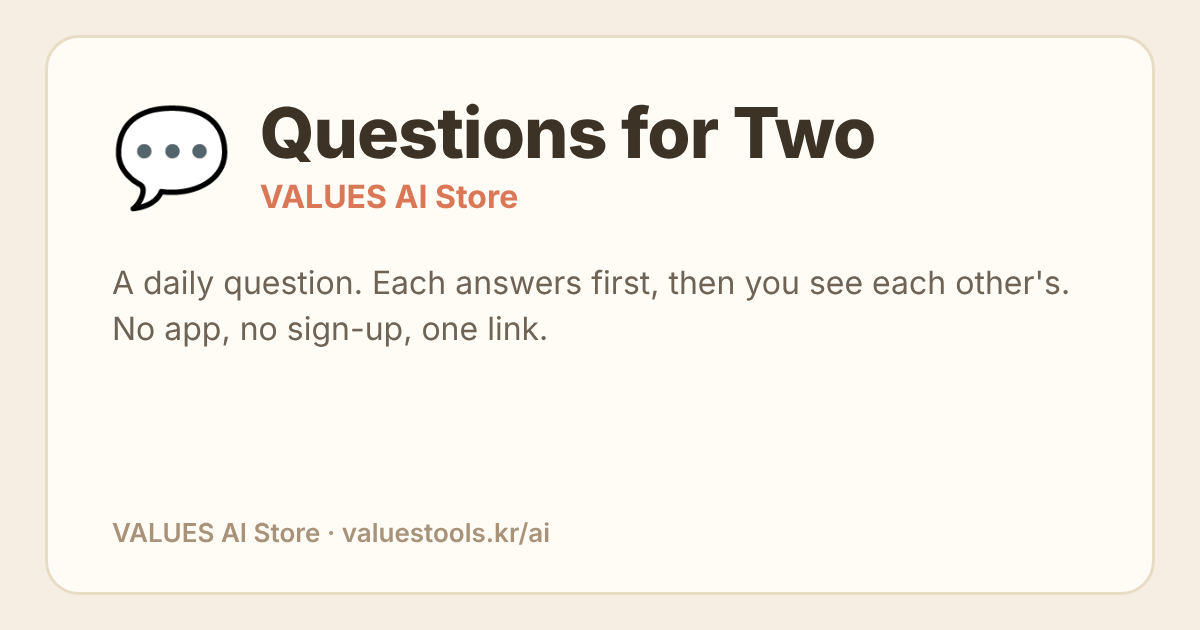 Questions for Two
VALUES AI Store
A daily question. Each answers first, then you see each other's.
No app, no sign-up, one link.
VALUES AI Store · valuestools.kr/ai